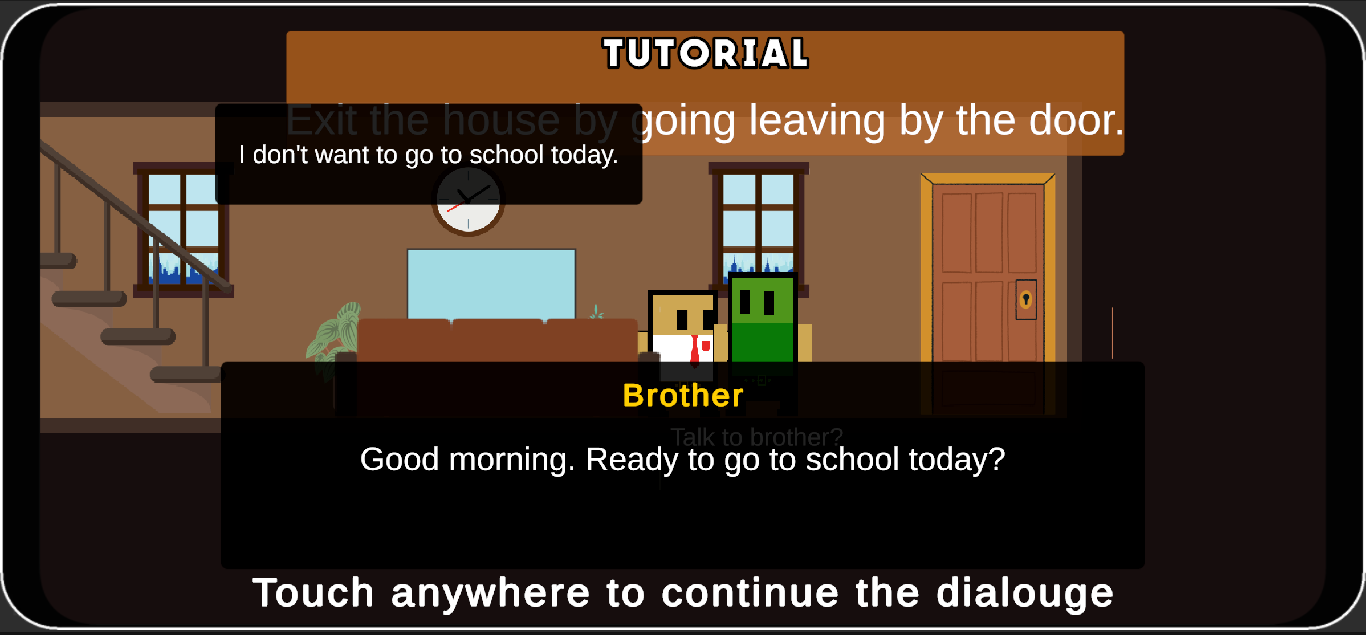 TUTORIAL
Exit the house by going leaving by the door.
I don't want to go to school today.
Brother
Talk to brother?
Good morning. Ready to go to school today?
Touch anywhere to continue the dialouge